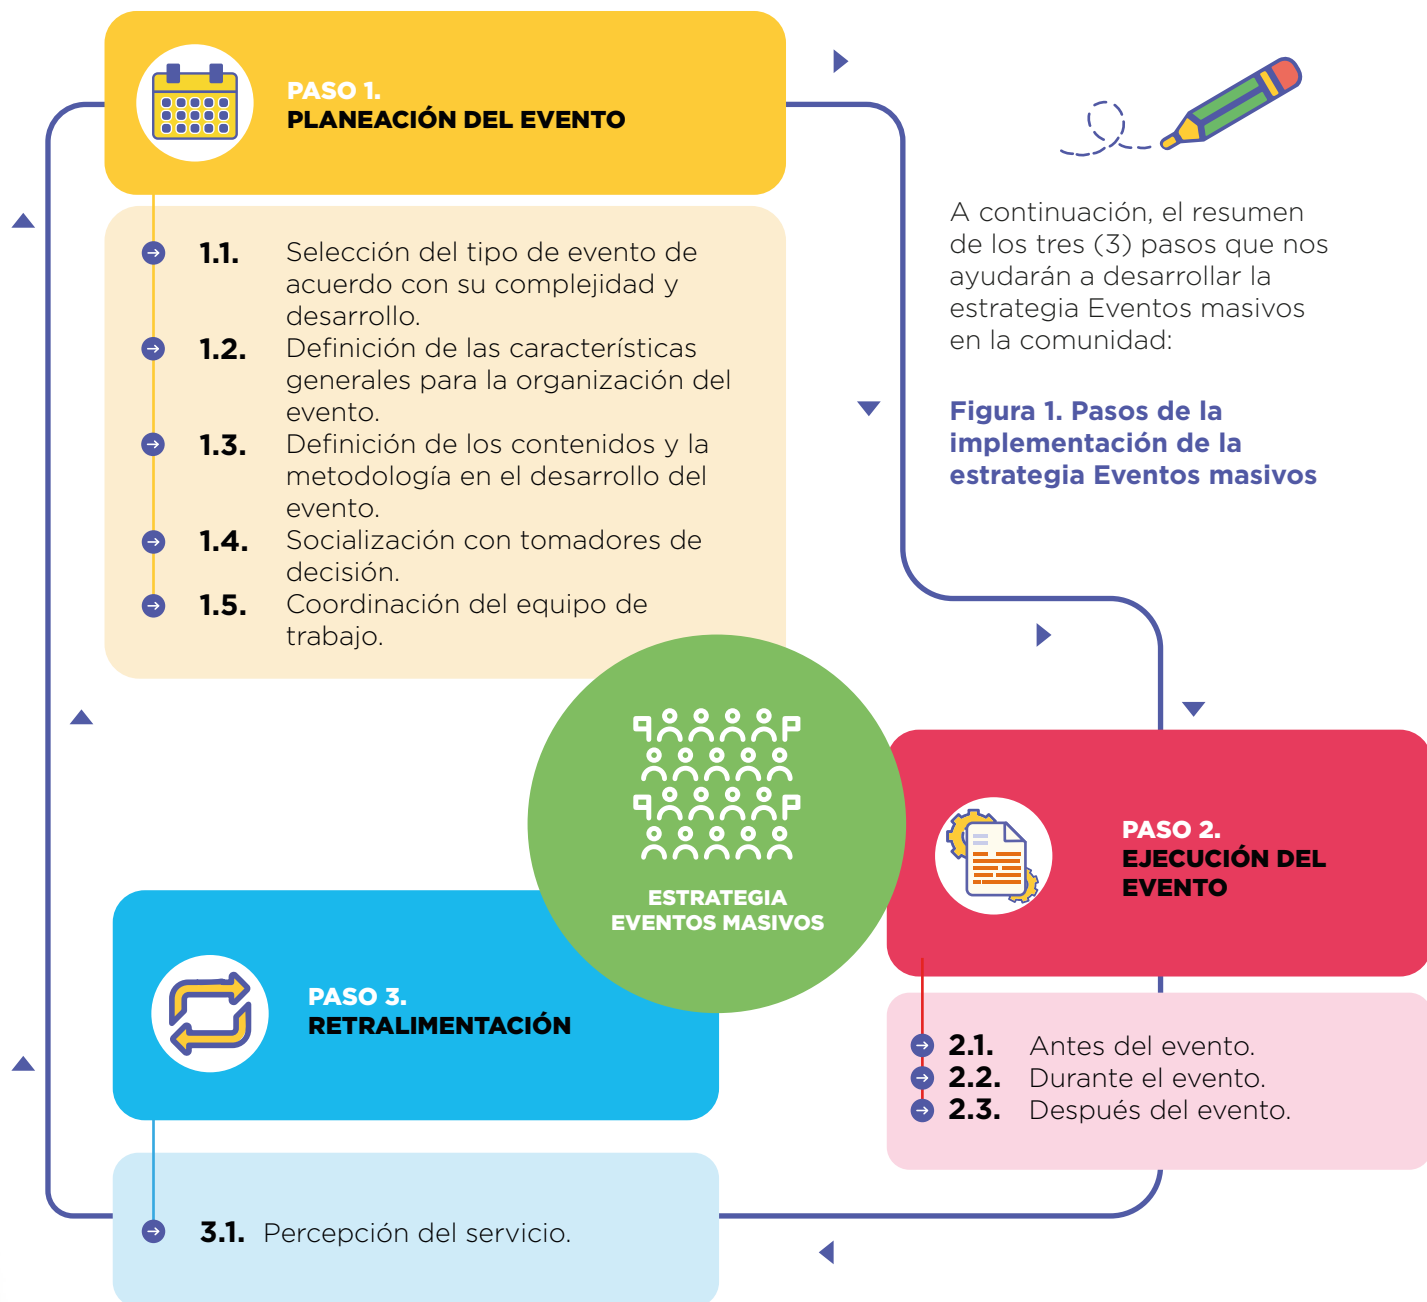 PASO 1.
PLANEACIÓN DEL EVENTO
1.1. Selección del tipo de evento de
acuerdo con su complejidad y
desarrollo.
1.2. Definición de las características
generales para la organización del
evento.
1.3. Definición de los contenidos y la
metodología en el desarrollo del
evento.
1.4. Socialización con tomadores de
decisión.
1.5. Coordinación del equipo de
trabajo.
A continuación, el resumen
de los tres (3) pasos que nos
ayudarán a desarrollar la
estrategia Eventos masivos
en la comunidad:
Figura 1. Pasos de la
implementación de la
estrategia Eventos masivos
ESTRATEGIA
EVENTOS MASIVOS
PASO 2.
EJECUCIÓN DEL
EVENTO
2.1. Antes del evento.
2.2. Durante el evento.
2.3. Después del evento.
PASO 3.
RETRALIMENTACIÓN
3.1. Percepción del servicio.